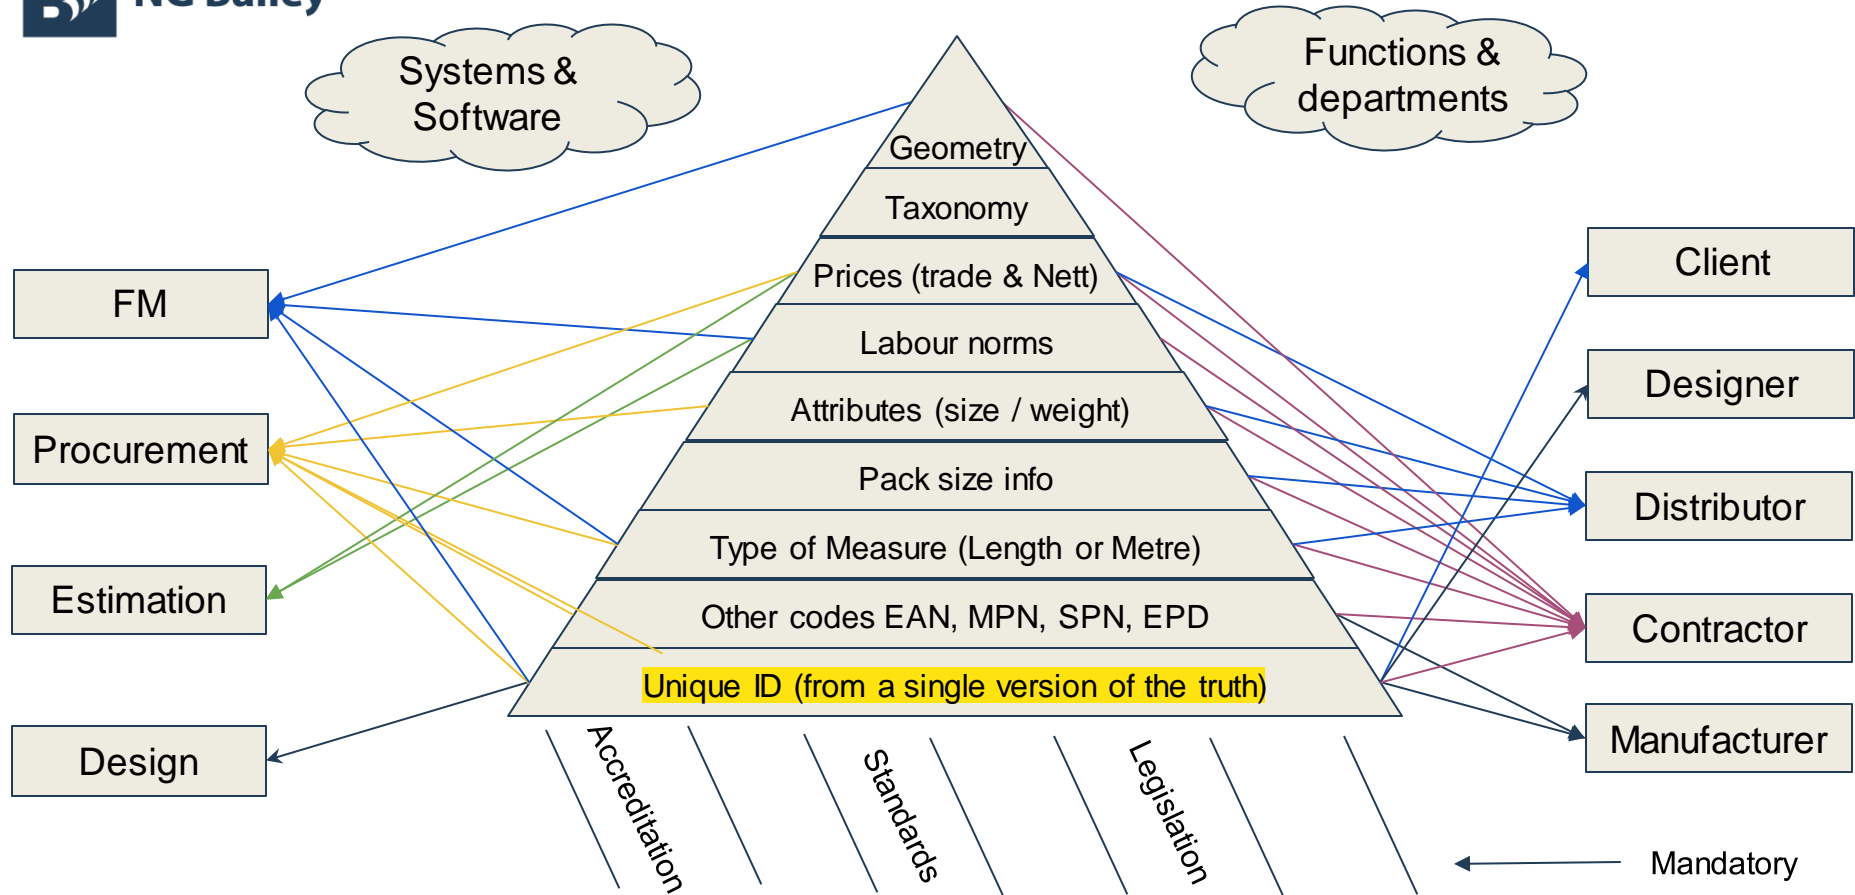 NG Bailey
Systems &
Software
Functions &
departments
Geometry
Taxonomy
Prices (trade & Nett)
Labour norms
Attributes (size / weight)
Pack size info
Type of Measure (Length or Metre)
Other codes EAN, MPN, SPN, EPD
Unique ID (from a single version of the truth)
FM
Procurement
Estimation
Design
Client
Designer
Distributor
Contractor
Manufacturer
Accreditation
Standards
Legislation
Mandatory